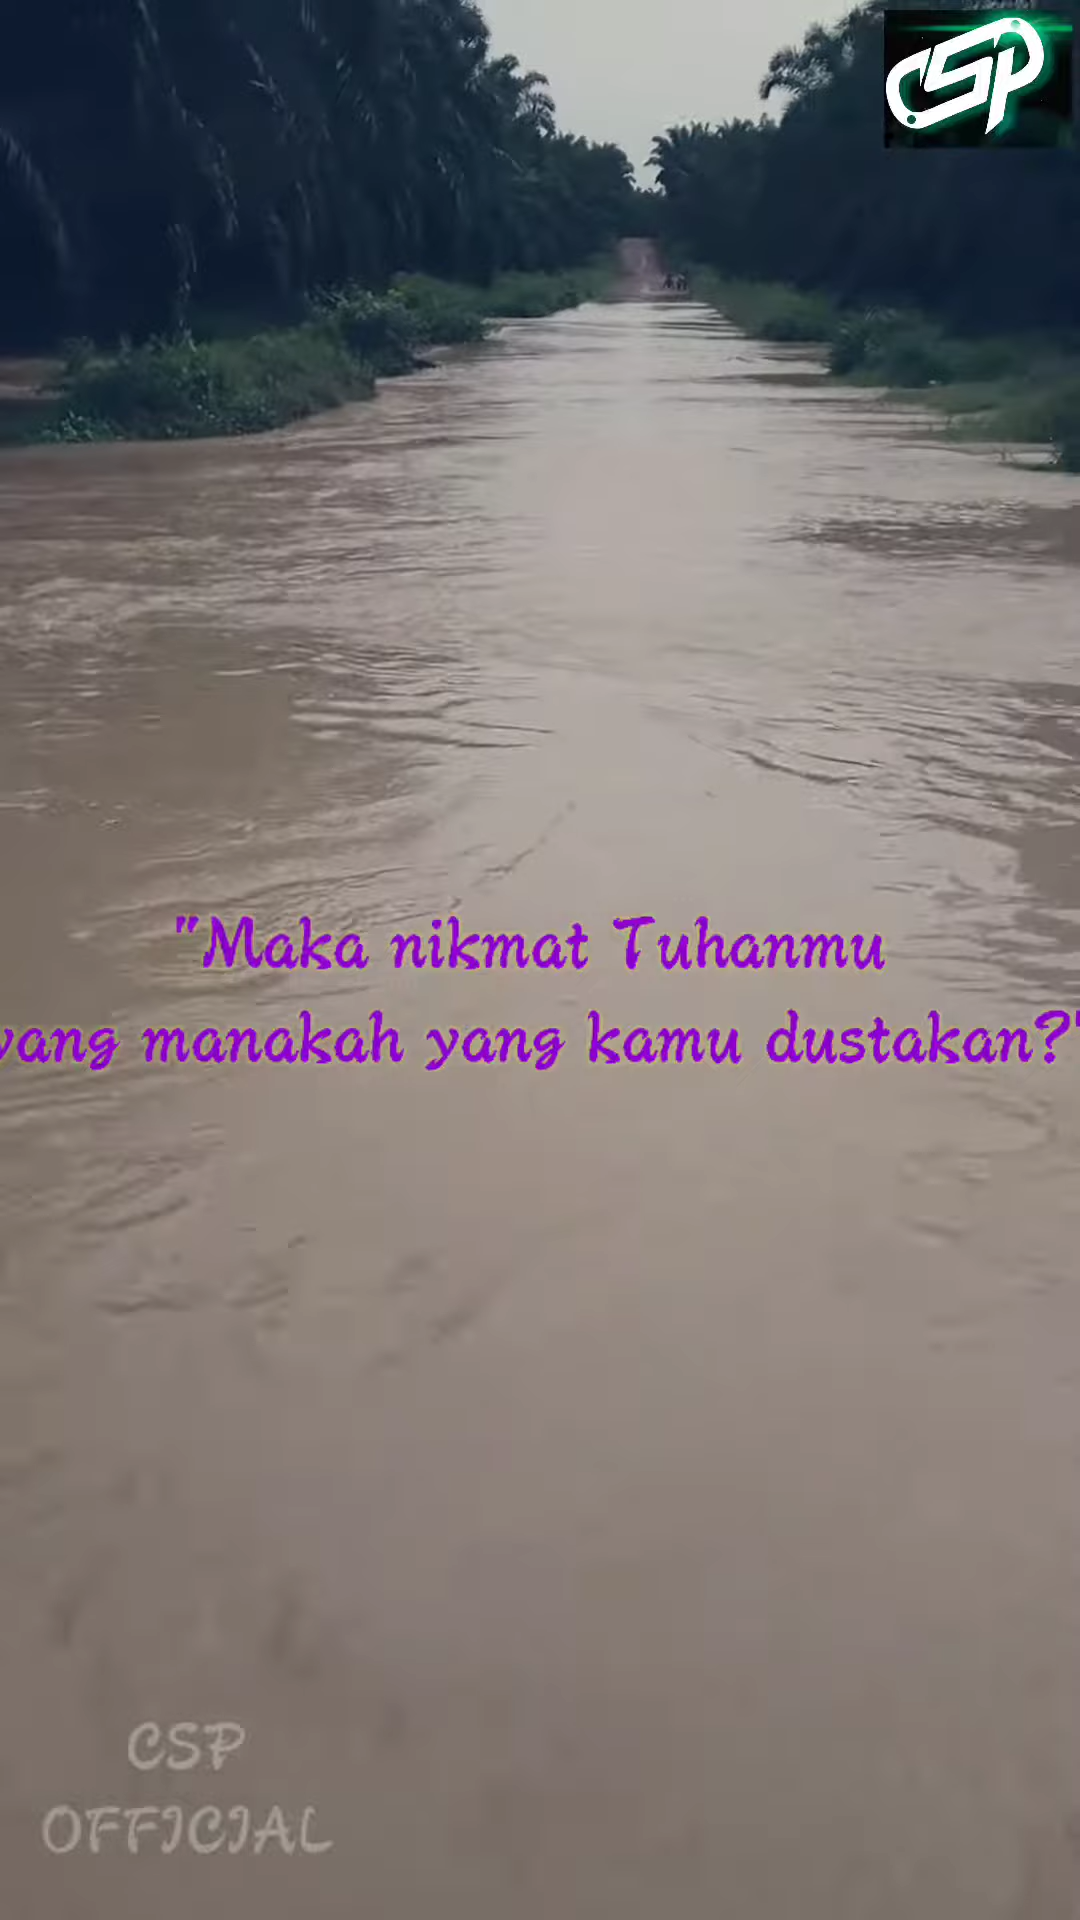 CSP
"Maka nikmat Tuhanmu
yang manakah yang kamu dustakan?"
CSP
OFFICIAL